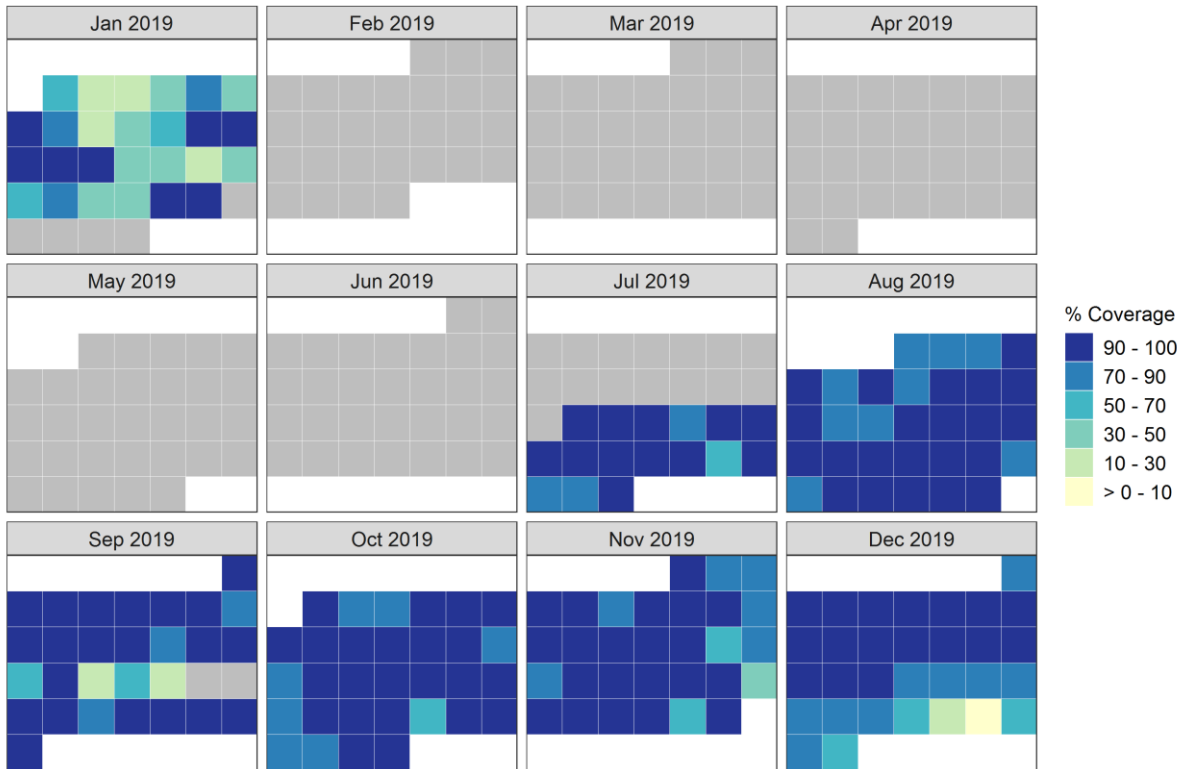 Jan 2019
Feb 2019
Mar 2019
Apr 2019
May 2019
Jun 2019
Jul 2019
Aug 2019
Sep 2019
Oct 2019
Nov 2019
Dec 2019
% Coverage
90 - 100
70 - 90
50 - 70
30 - 50
10 - 30
> 0 - 10